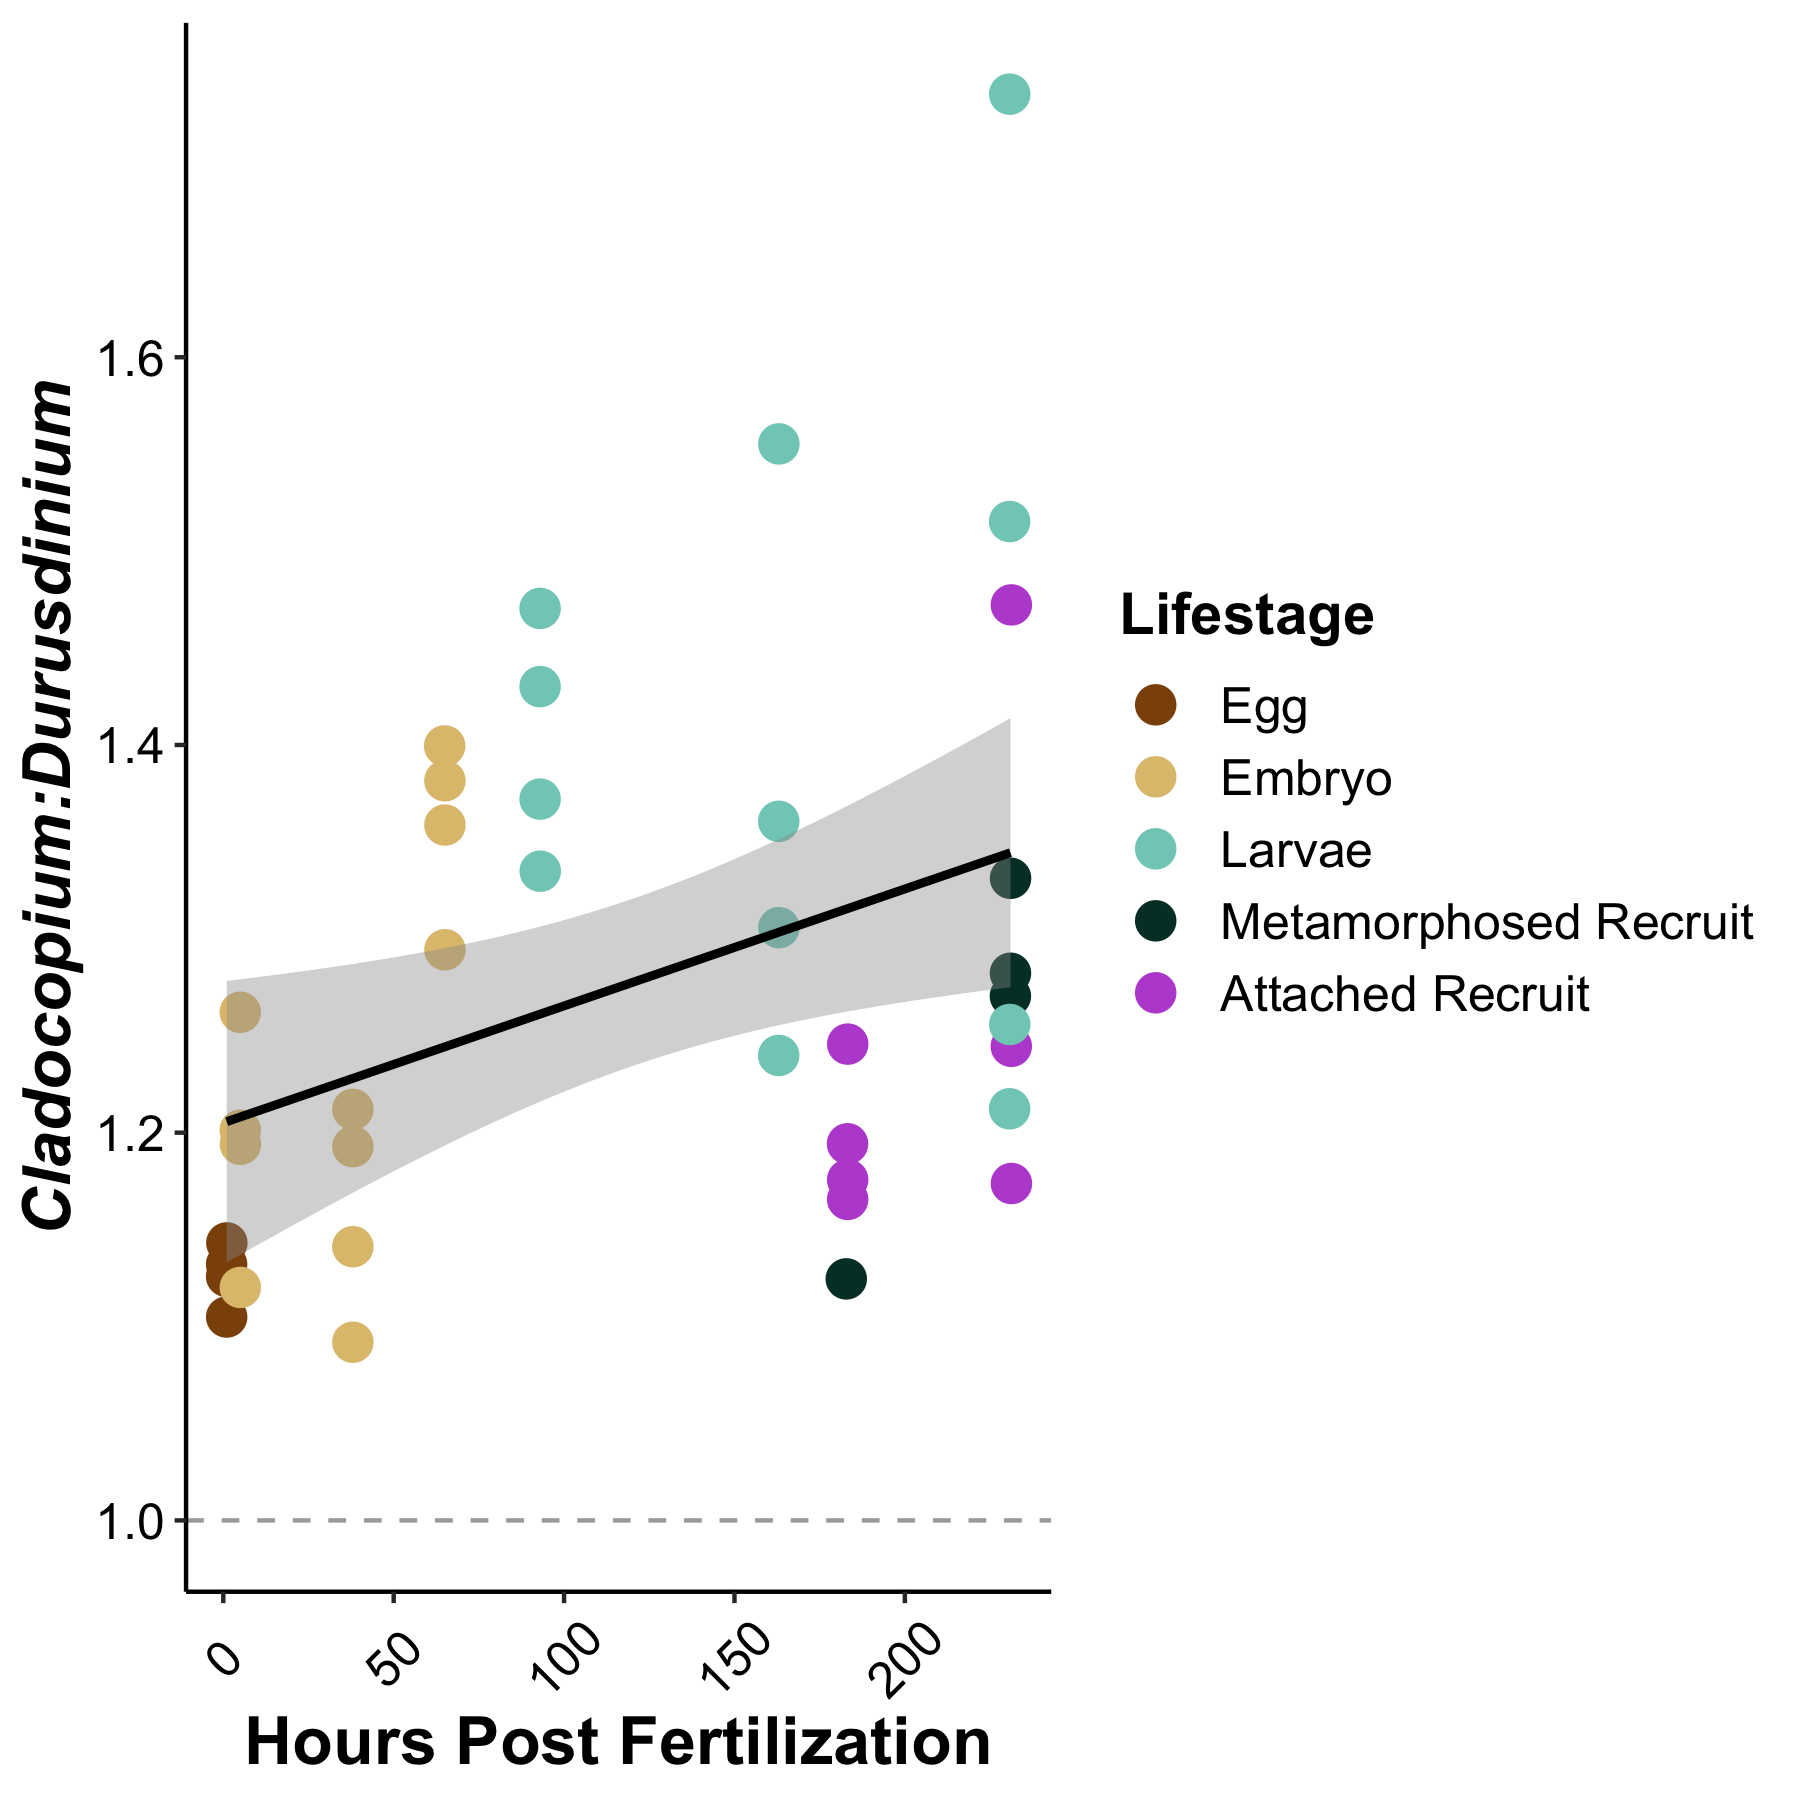 Cladocopium:Durusdinium
1.6
1.4
1.2
1.0
0
50
100
150
200
Hours Post Fertilization
Lifestage
Egg
Embryo
Larvae
Metamorphosed Recruit
Attached Recruit